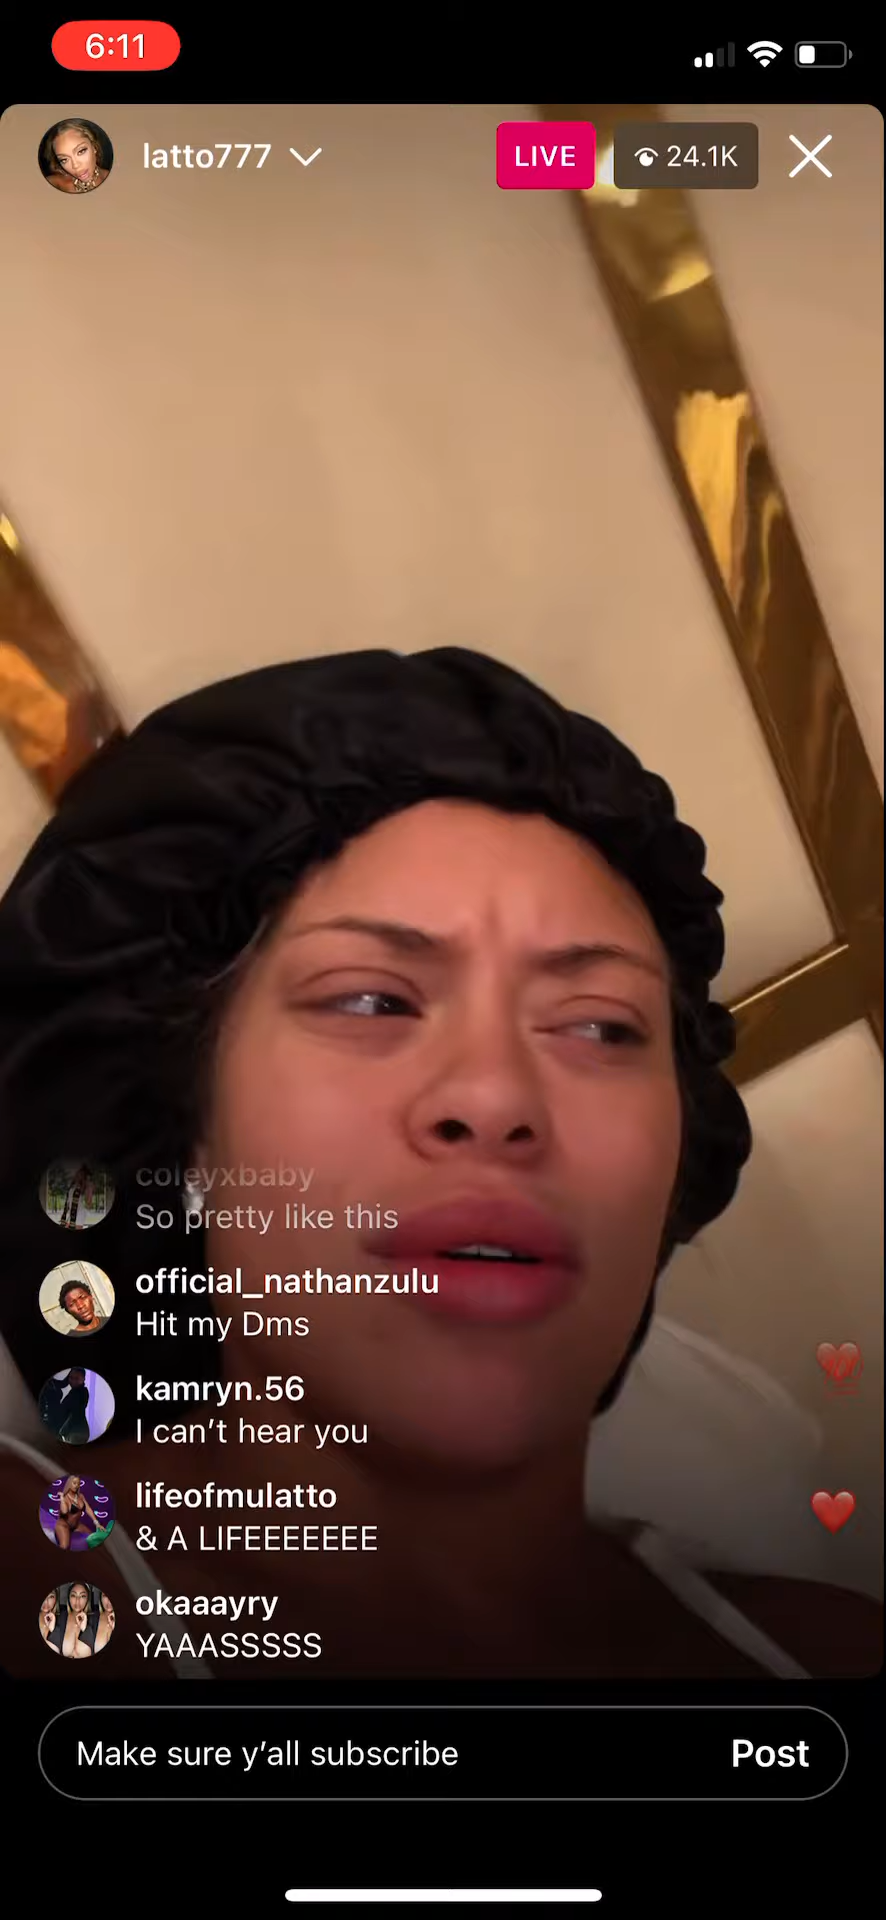 6:11
latto777
LIVE
24.1K
coleyxbaby
So pretty like this
official_nathanzulu
Hit my Dms
kamryn.56
I can’t hear you
lifeofmulatto
& A LIFEEEEEEE
okaaayry
YAAASSSSS
Make sure y’all subscribe
Post